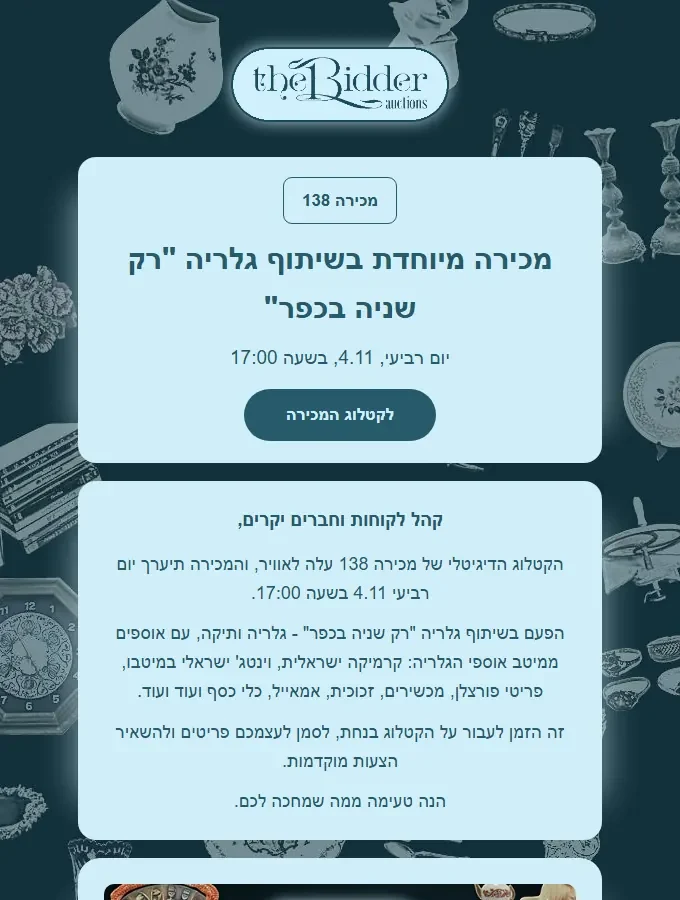 theBidder
auctions
מכירה 138
מכירה מיוחדת בשיתוף גלריה "רק
שניה בכפר"
יום רביעי, 4.11, בשעה 17:00
לקטלוג המכירה
קהל לקוחות וחברים יקרים,
הקטלוג הדיגיטלי של מכירה 138 עלה לאוויר, והמכירה תיערך יום
רביעי 4.11 בשעה 17:00.
הפעם בשיתוף גלריה "רק שניה בכפר" - גלריה ותיקה, עם אוספים
ממיטב אוספי הגלריה: קרמיקה ישראלית, וינטג' ישראלי במיטבו,
פריטי פורצלן, מכשירים, זכוכית, אמאייל, כלי כסף ועוד ועוד.
זה הזמן לעבור על הקטלוג בנחת, לסמן לעצמכם פריטים ולהשאיר
הצעות מוקדמות.
הנה טעימה ממה שמחכה לכם.